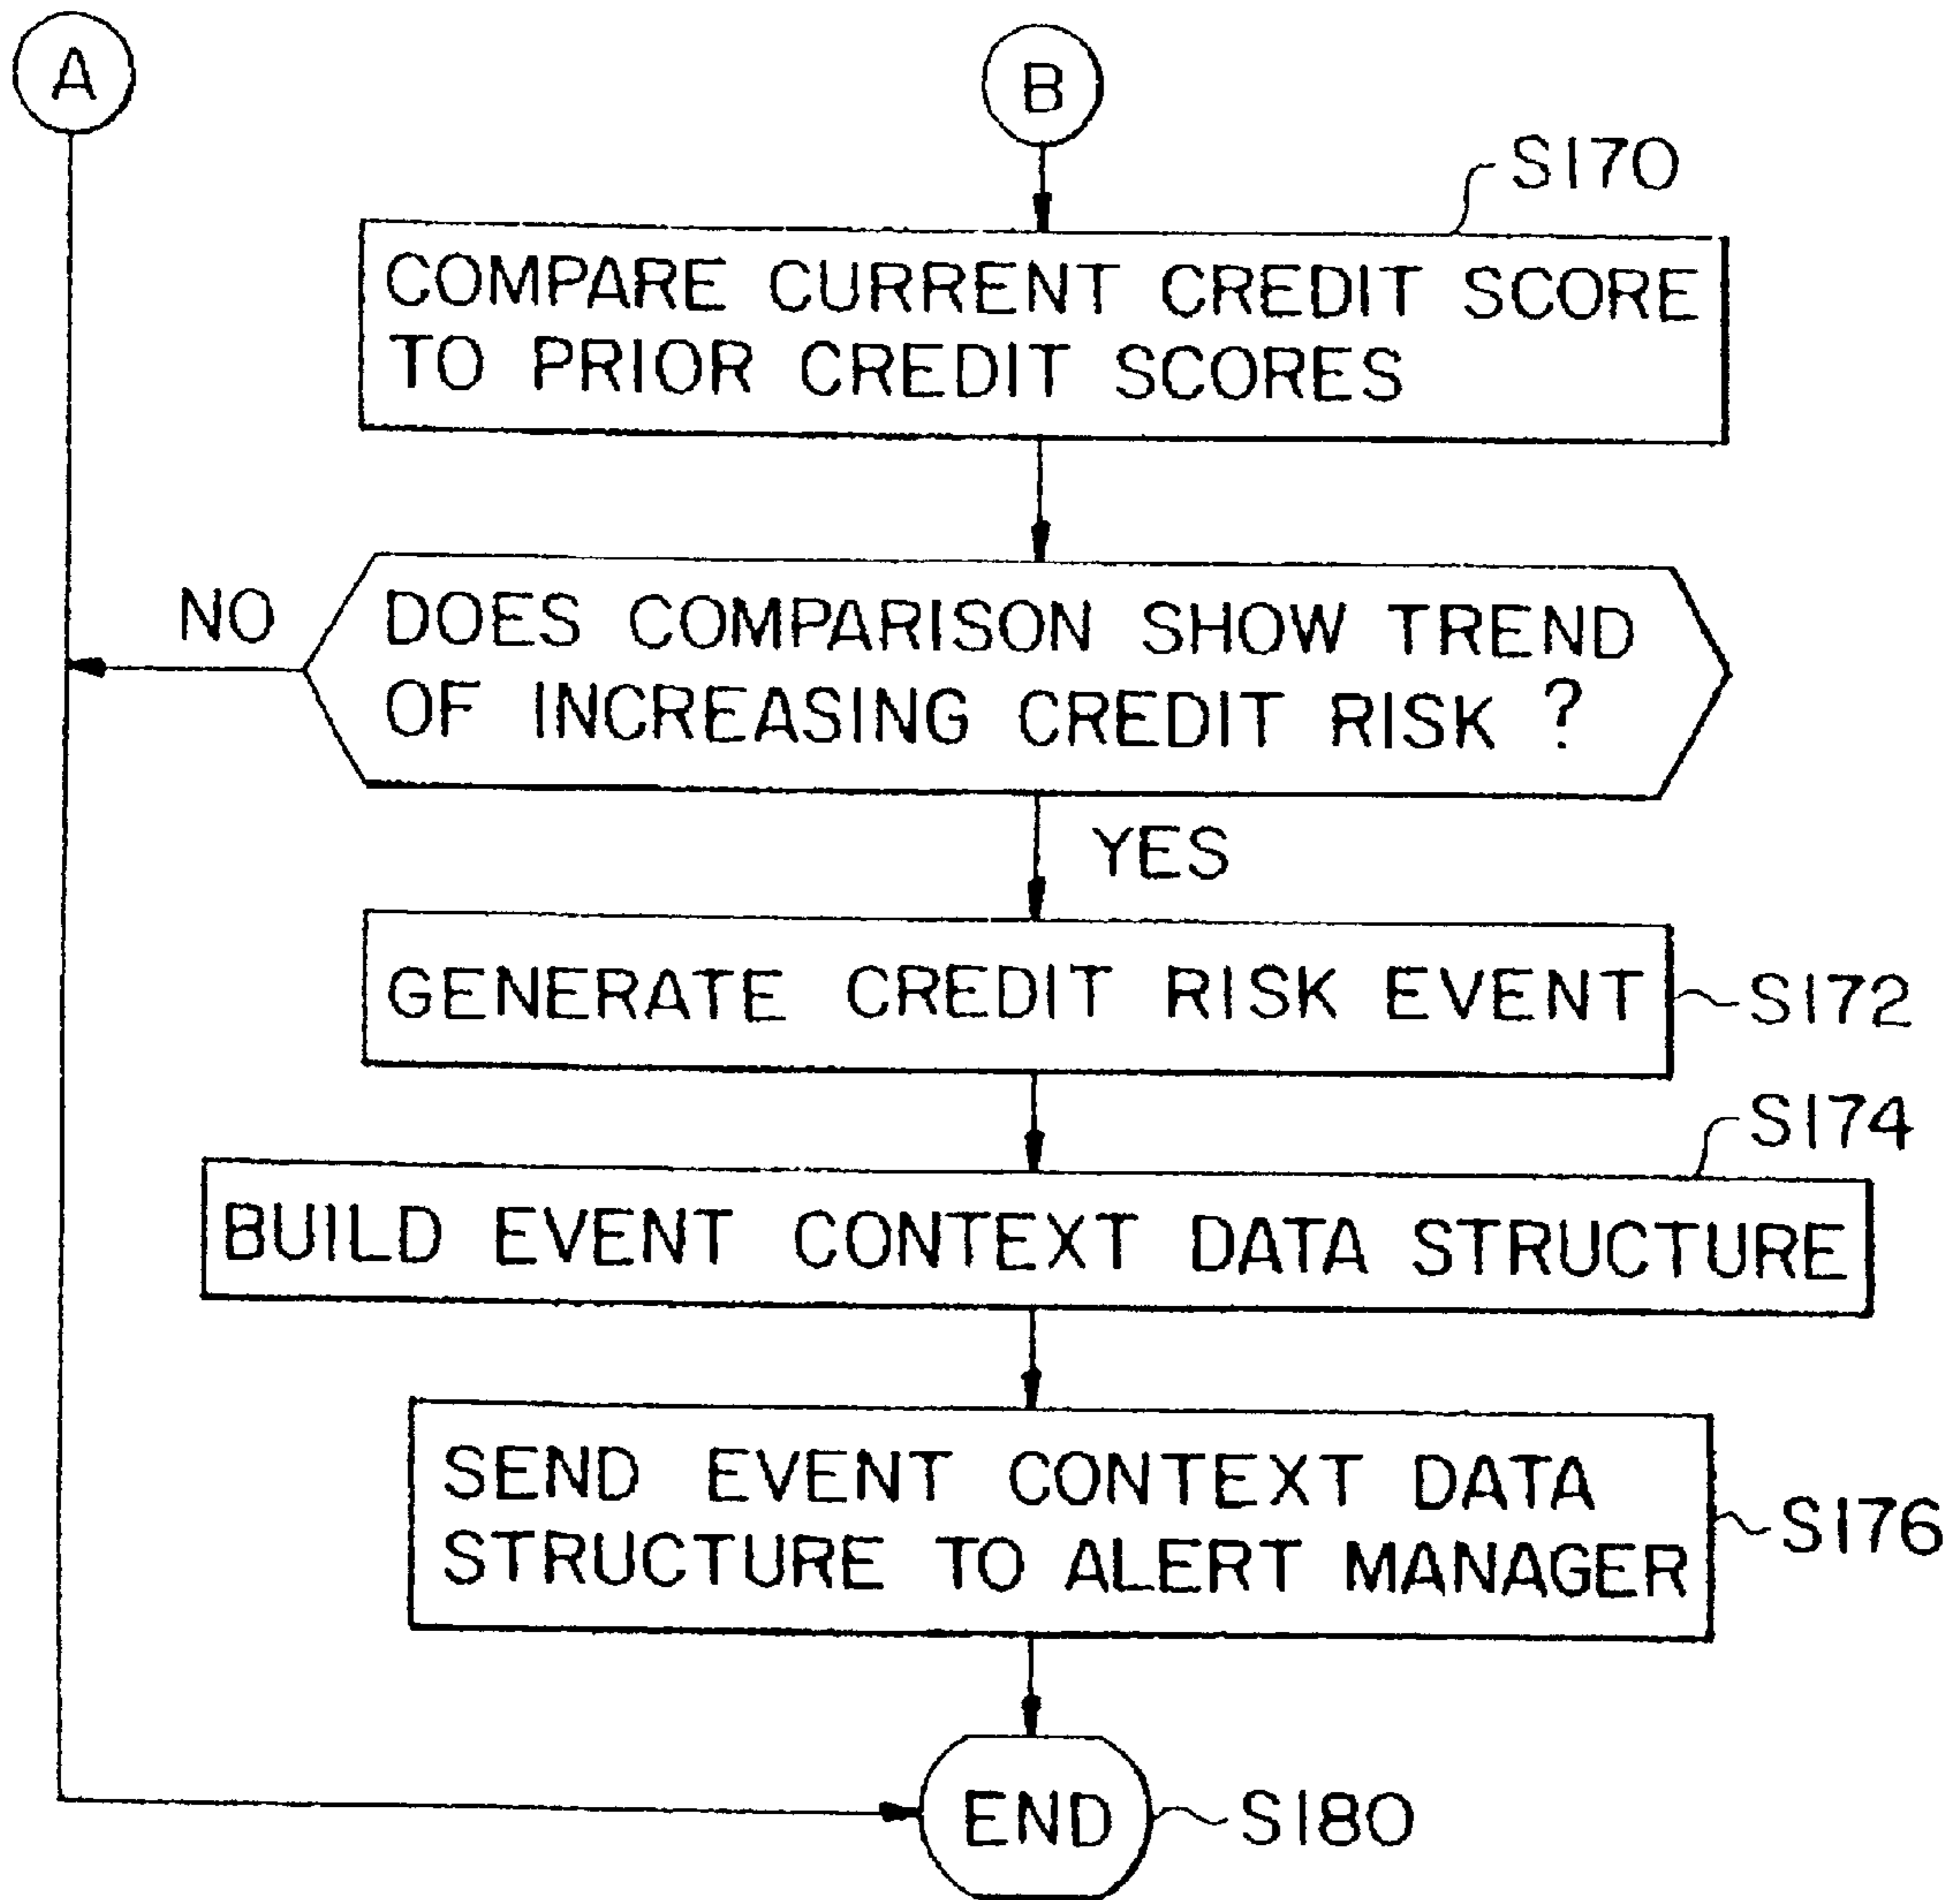 A
B
S170
COMPARE CURRENT CREDIT SCORE
TO PRIOR CREDIT SCORES
NO
DOES COMPARISON SHOW TREND
OF INCREASING CREDIT RISK ?
YES
GENERATE CREDIT RISK EVENT
S172
S174
BUILD EVENT CONTEXT DATA STRUCTURE
SEND EVENT CONTEXT DATA
STRUCTURE TO ALERT MANAGER
S176
END
S180